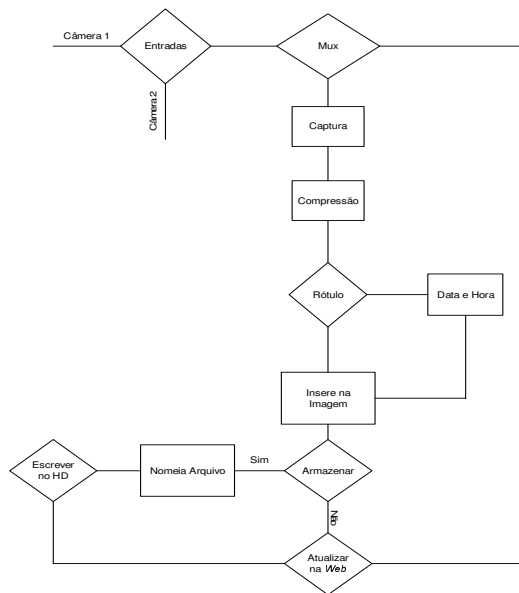 Câmera 1
Entradas
Mux
Câmera 2
Captura
Compressão
Rótulo
Data e Hora
Insere na
Imagem
Escrever
no HD
Nomeia Arquivo
Sim
Armazenar
Não
Atualizar
na Web